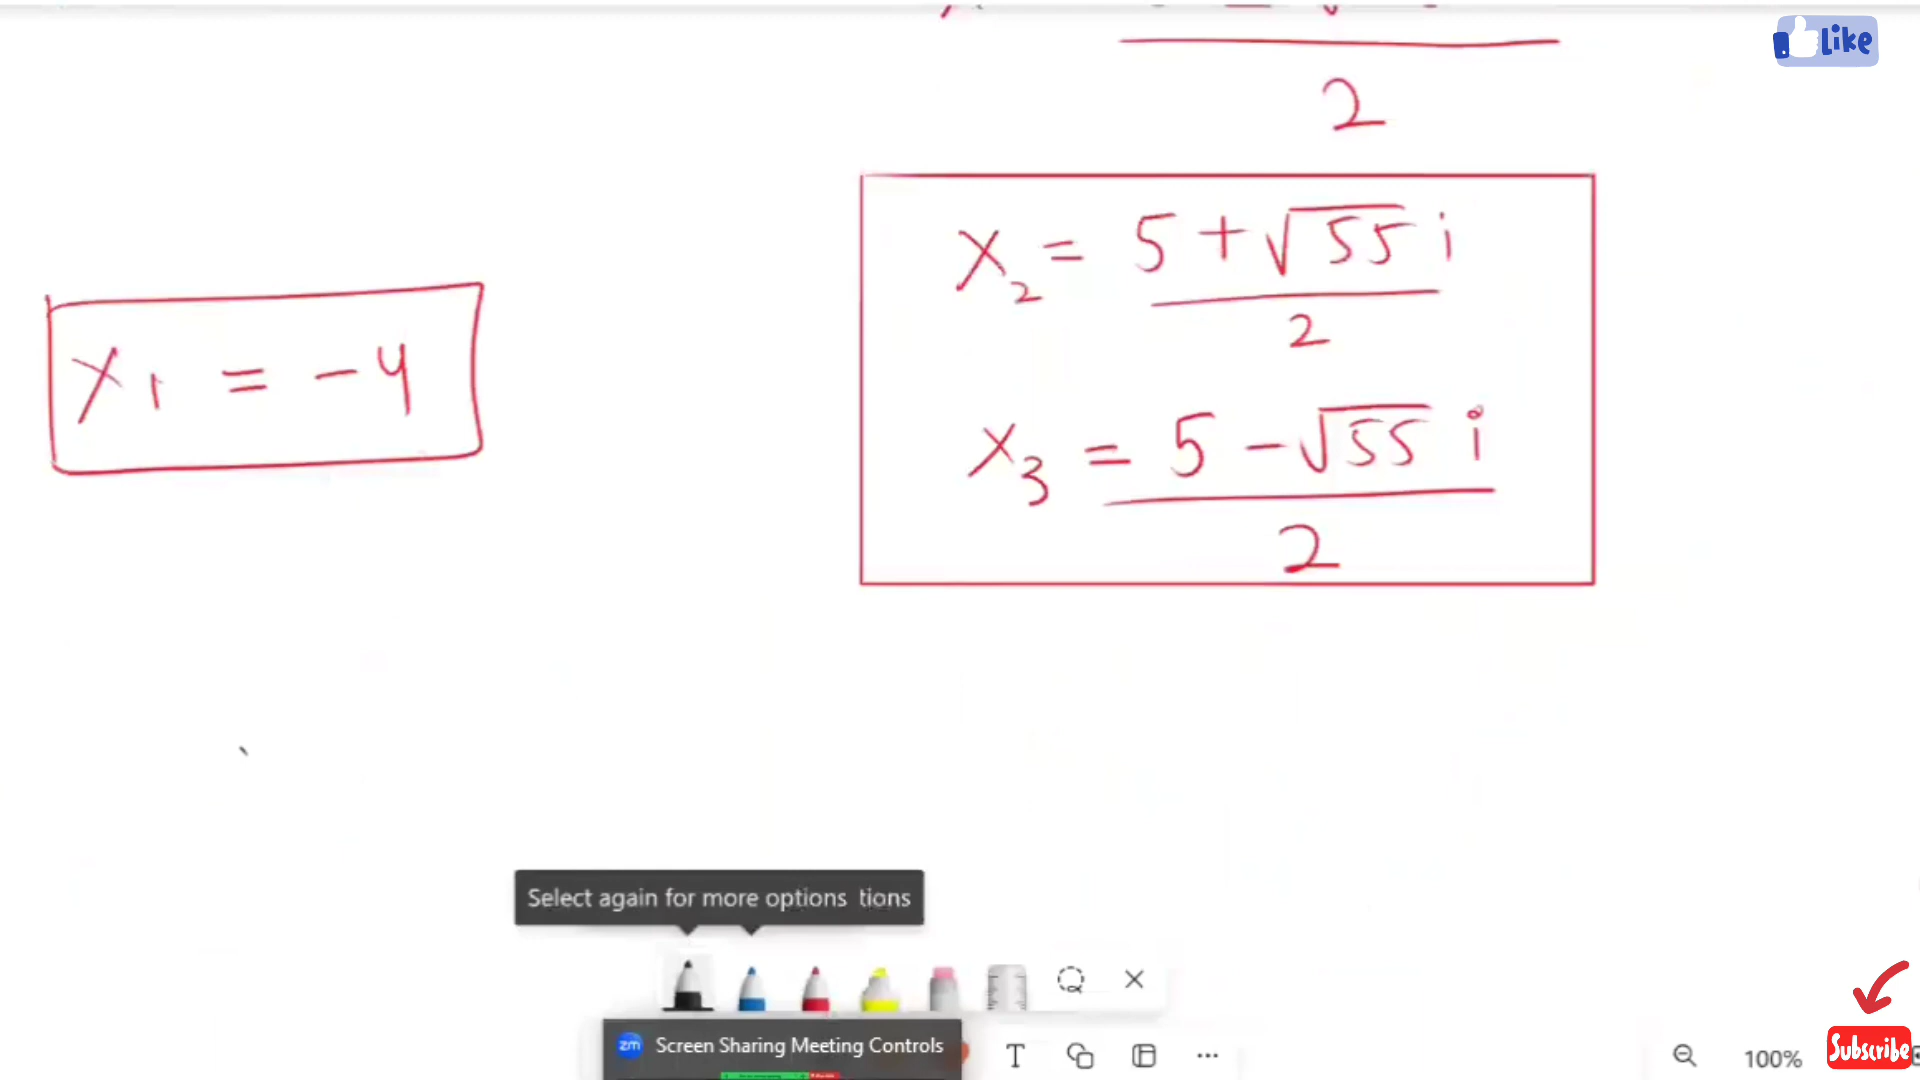 Like
2
x₂ = 5 + √55 i
2
x₁ = -4
x₃ = 5 - √55 i
2
Select again for more options tions
zm Screen Sharing Meeting Controls
T
100%
Subscribe